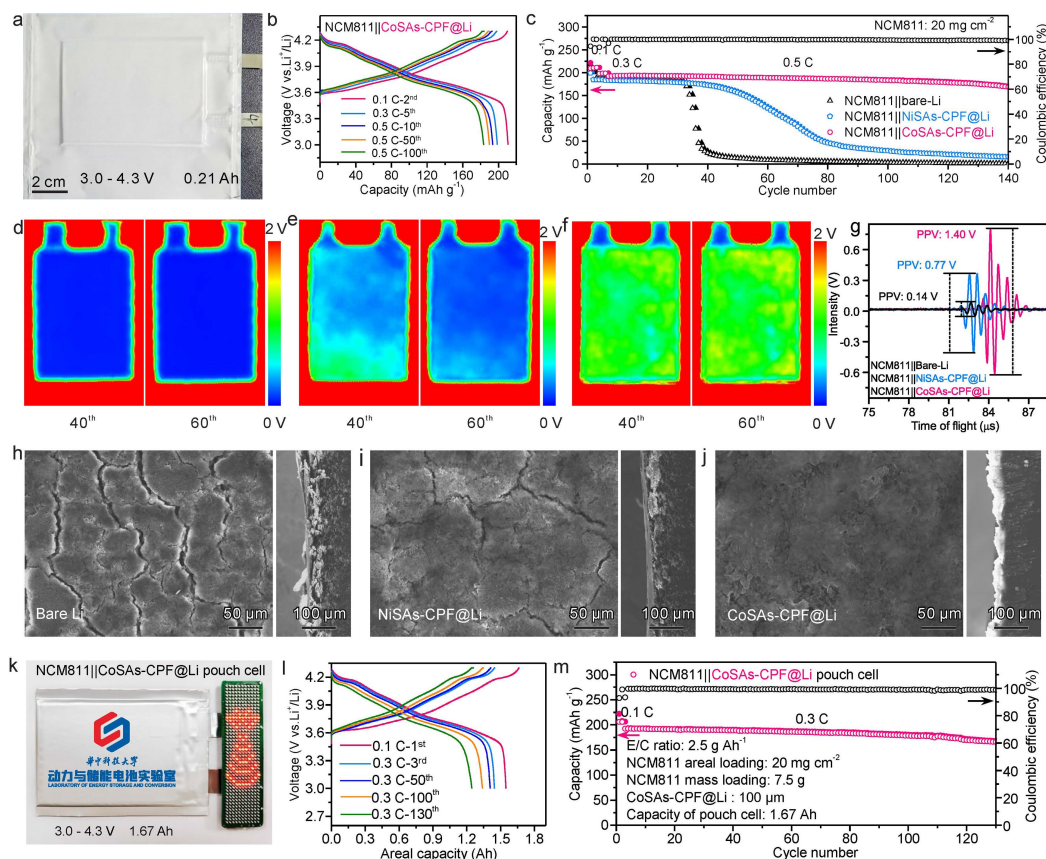 a
2 cm
3.0 - 4.3 V
0.21 Ah
b
NCM811||CoSAs-CPF@Li
Voltage (V vs.Li⁺/Li)
4.2
3.9
3.6
3.3
3.0
2.7
0.1 C-2ⁿᵈ
0.3 C-5ᵗʰ
0.5 C-10ᵗʰ
0.5 C-50ᵗʰ
0.5 C-100ᵗʰ
0 40 80 120 160 200
Capacity (mAh g⁻¹)
c
NCM811: 20 mg cm⁻²
Capacity (mAh g⁻¹)
300
250
200
150
100
50
0
0.1 C
0.3 C
0.5 C
NCM811||bare-Li
NCM811||NiSAs-CPF@Li
NCM811||CoSAs-CPF@Li
0 20 40 60 80 100 120 140
Cycle number
100
80
60
40
20
0
Coulombic efficiency (%)
d
2 V
0 V
40ᵗʰ
60ᵗʰ
e
2 V
0 V
40ᵗʰ
60ᵗʰ
f
2 V
0 V
40ᵗʰ
60ᵗʰ
g
PPV: 1.40 V
PPV: 0.77 V
PPV: 0.14 V
Intensity (V)
0.6
0.3
0.0
-0.3
-0.6
NCM811||Bare-Li
NCM811||NiSAs-CPF@Li
NCM811||CoSAs-CPF@Li
75 78 81 84 87
Time of flight (μs)
h
Bare Li
50 μm
100 μm
i
NiSAs-CPF@Li
50 μm
100 μm
j
CoSAs-CPF@Li
50 μm
100 μm
k
NCM811||CoSAs-CPF@Li pouch cell
華中科技大学
动力与储能电池实验室
LABORATORY OF ENERGY STORAGE AND CONVERSION
3.0 - 4.3 V
1.67 Ah
l
Voltage (V vs.Li⁺/Li)
4.2
3.9
3.6
3.3
3.0
2.7
0.1 C-1ˢᵗ
0.3 C-3ʳᵈ
0.3 C-50ᵗʰ
0.3 C-100ᵗʰ
0.3 C-130ᵗʰ
0.0 0.3 0.6 0.9 1.2 1.5 1.8
Areal capacity (Ah)
m
NCM811||CoSAs-CPF@Li pouch cell
Capacity (mAh g⁻¹)
300
250
200
150
100
50
0
0.1 C
0.3 C
E/C ratio: 2.5 g Ah⁻¹
NCM811 areal loading: 20 mg cm⁻²
NCM811 mass loading: 7.5 g
CoSAs-CPF@Li : 100 μm
Capacity of pouch cell: 1.67 Ah
0 20 40 60 80 100 120
Cycle number
100
80
60
40
20
0
Coulombic efficiency (%)